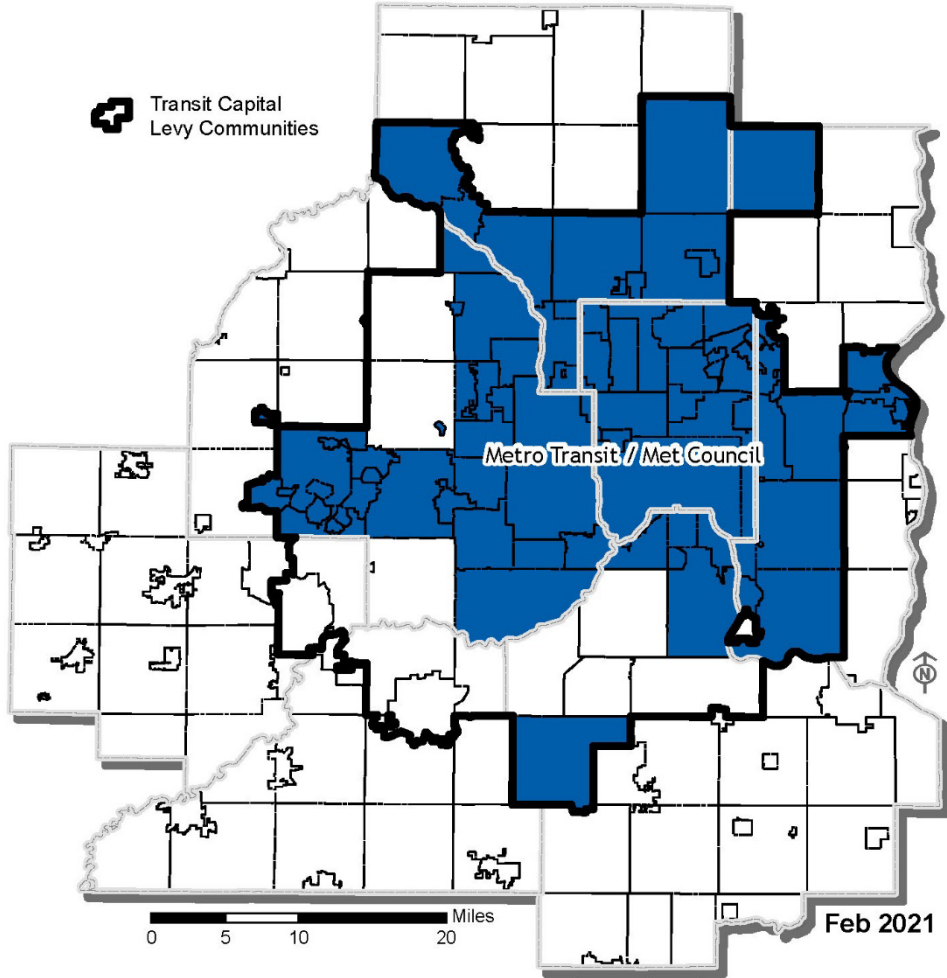 Transit Capital
Levy Communities
Metro Transit / Met Council
N
Miles
0 5 10 20
Feb 2021